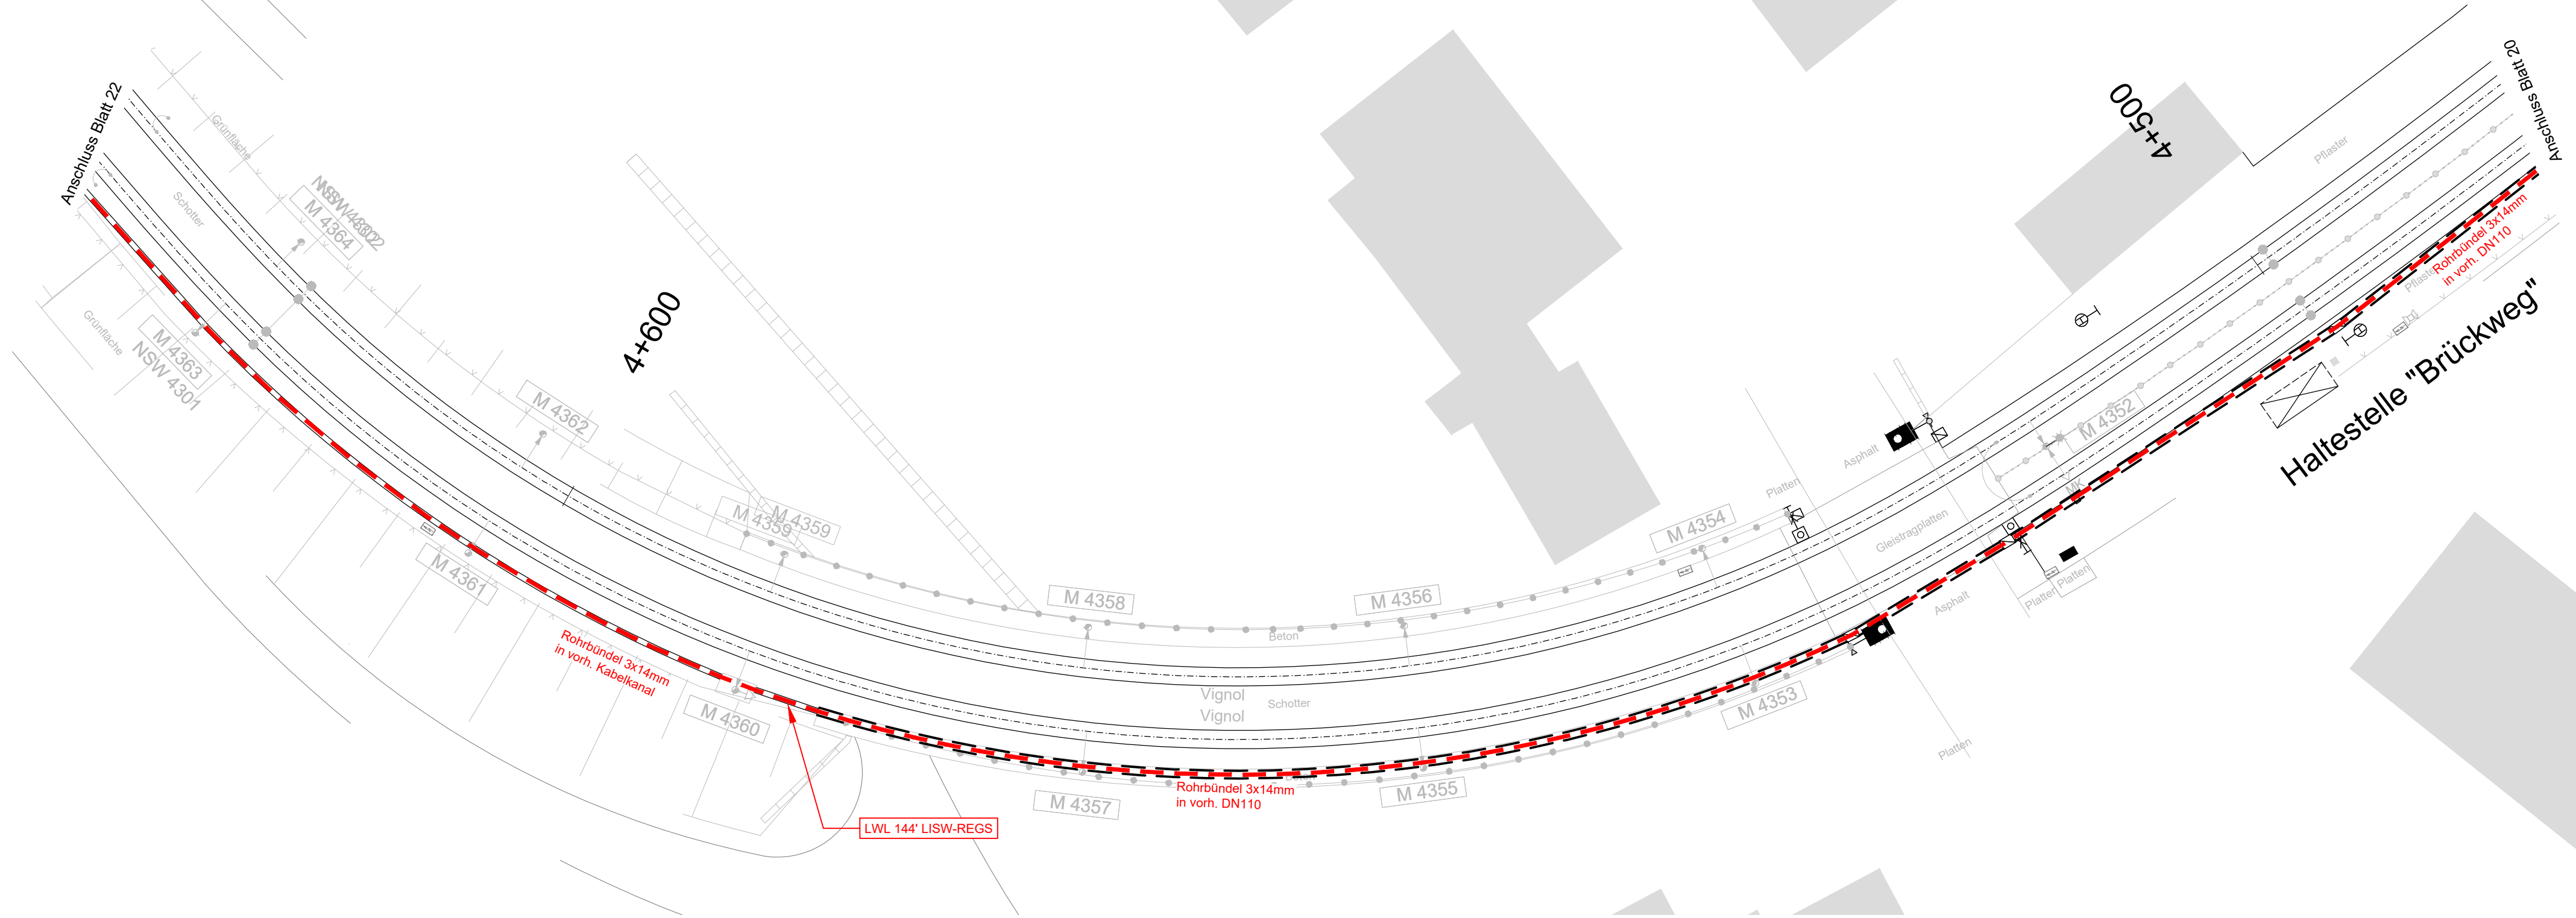 Anschluss Blatt 22
Anschluss Blatt 20
4+500
4+600
Haltestelle "Brückweg"
Grünfläche
Schotter
M 4364
Grünfläche
M 4363
NSW 4301
M 4362
M 4359
M 4359
M 4361
M 4360
Rohrbündel 3x14mm
in vorh. Kabelkanal
LWL 144' LISW-REGS
M 4358
M 4356
M 4354
Beton
Vignol
Vignol
Schotter
M 4357
M 4355
M 4353
Rohrbündel 3x14mm
in vorh. DN110
Platten
Asphalt
Gleistragplatten
M 4352
MK
Asphalt
Platten
Platten
Platten
Pflaster
Pflaster
Rohrbündel 3x14mm
in vorh. DN110